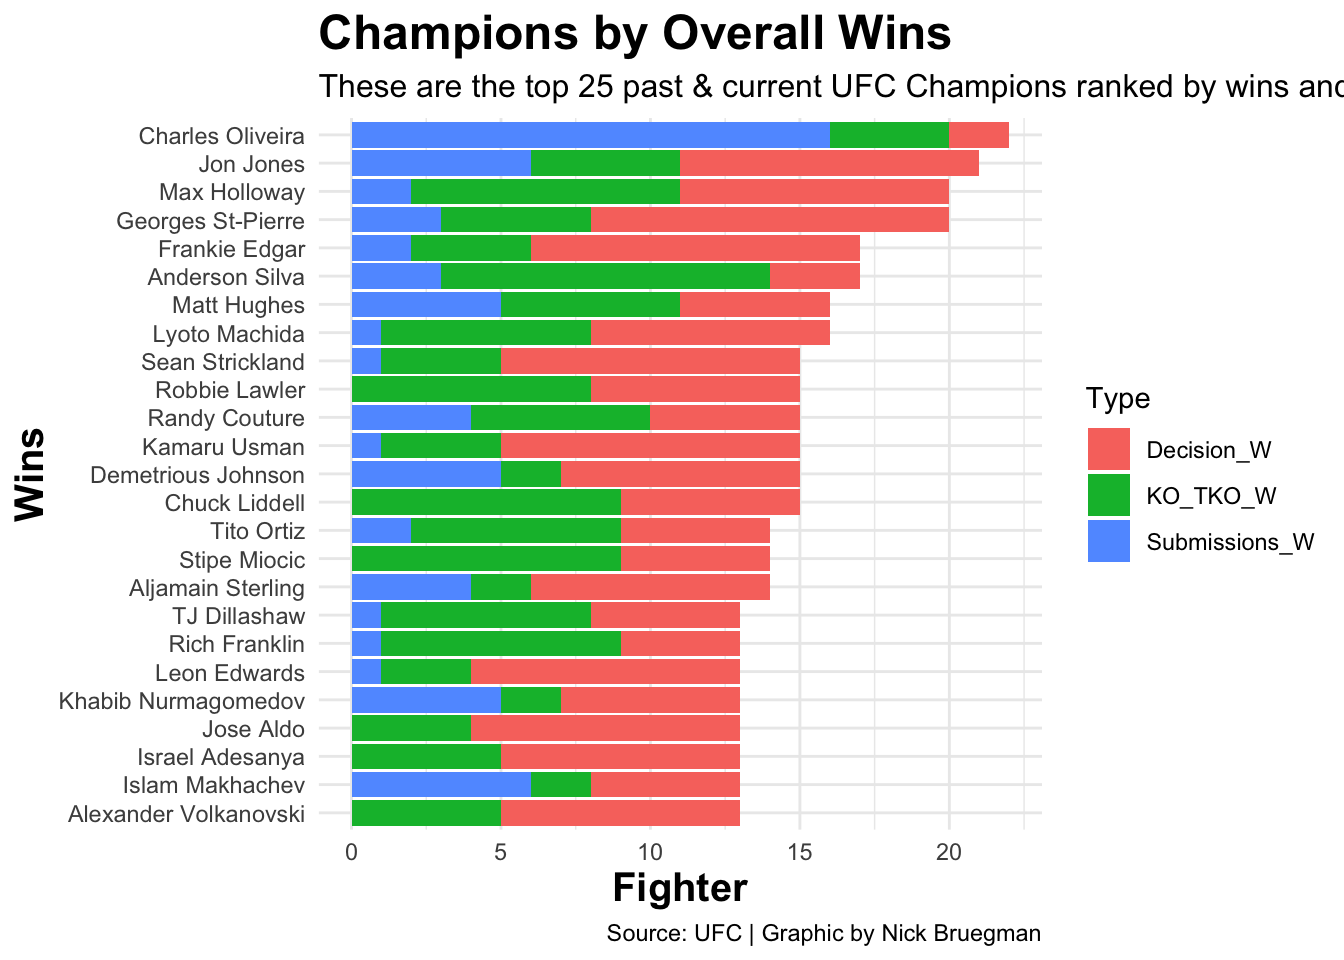 Champions by Overall Wins
These are the top 25 past & current UFC Champions ranked by wins and
Charles Oliveira
Jon Jones
Max Holloway
Georges St-Pierre
Frankie Edgar
Anderson Silva
Matt Hughes
Lyoto Machida
Sean Strickland
Robbie Lawler
Randy Couture
Kamaru Usman
Demetrious Johnson
Chuck Liddell
Tito Ortiz
Stipe Miocic
Aljamain Sterling
TJ Dillashaw
Rich Franklin
Leon Edwards
Khabib Nurmagomedov
Jose Aldo
Israel Adesanya
Islam Makhachev
Alexander Volkanovski
Wins
0 5 10 15 20
Fighter
Type
Decision_W
KO_TKO_W
Submissions_W
Source: UFC | Graphic by Nick Bruegman